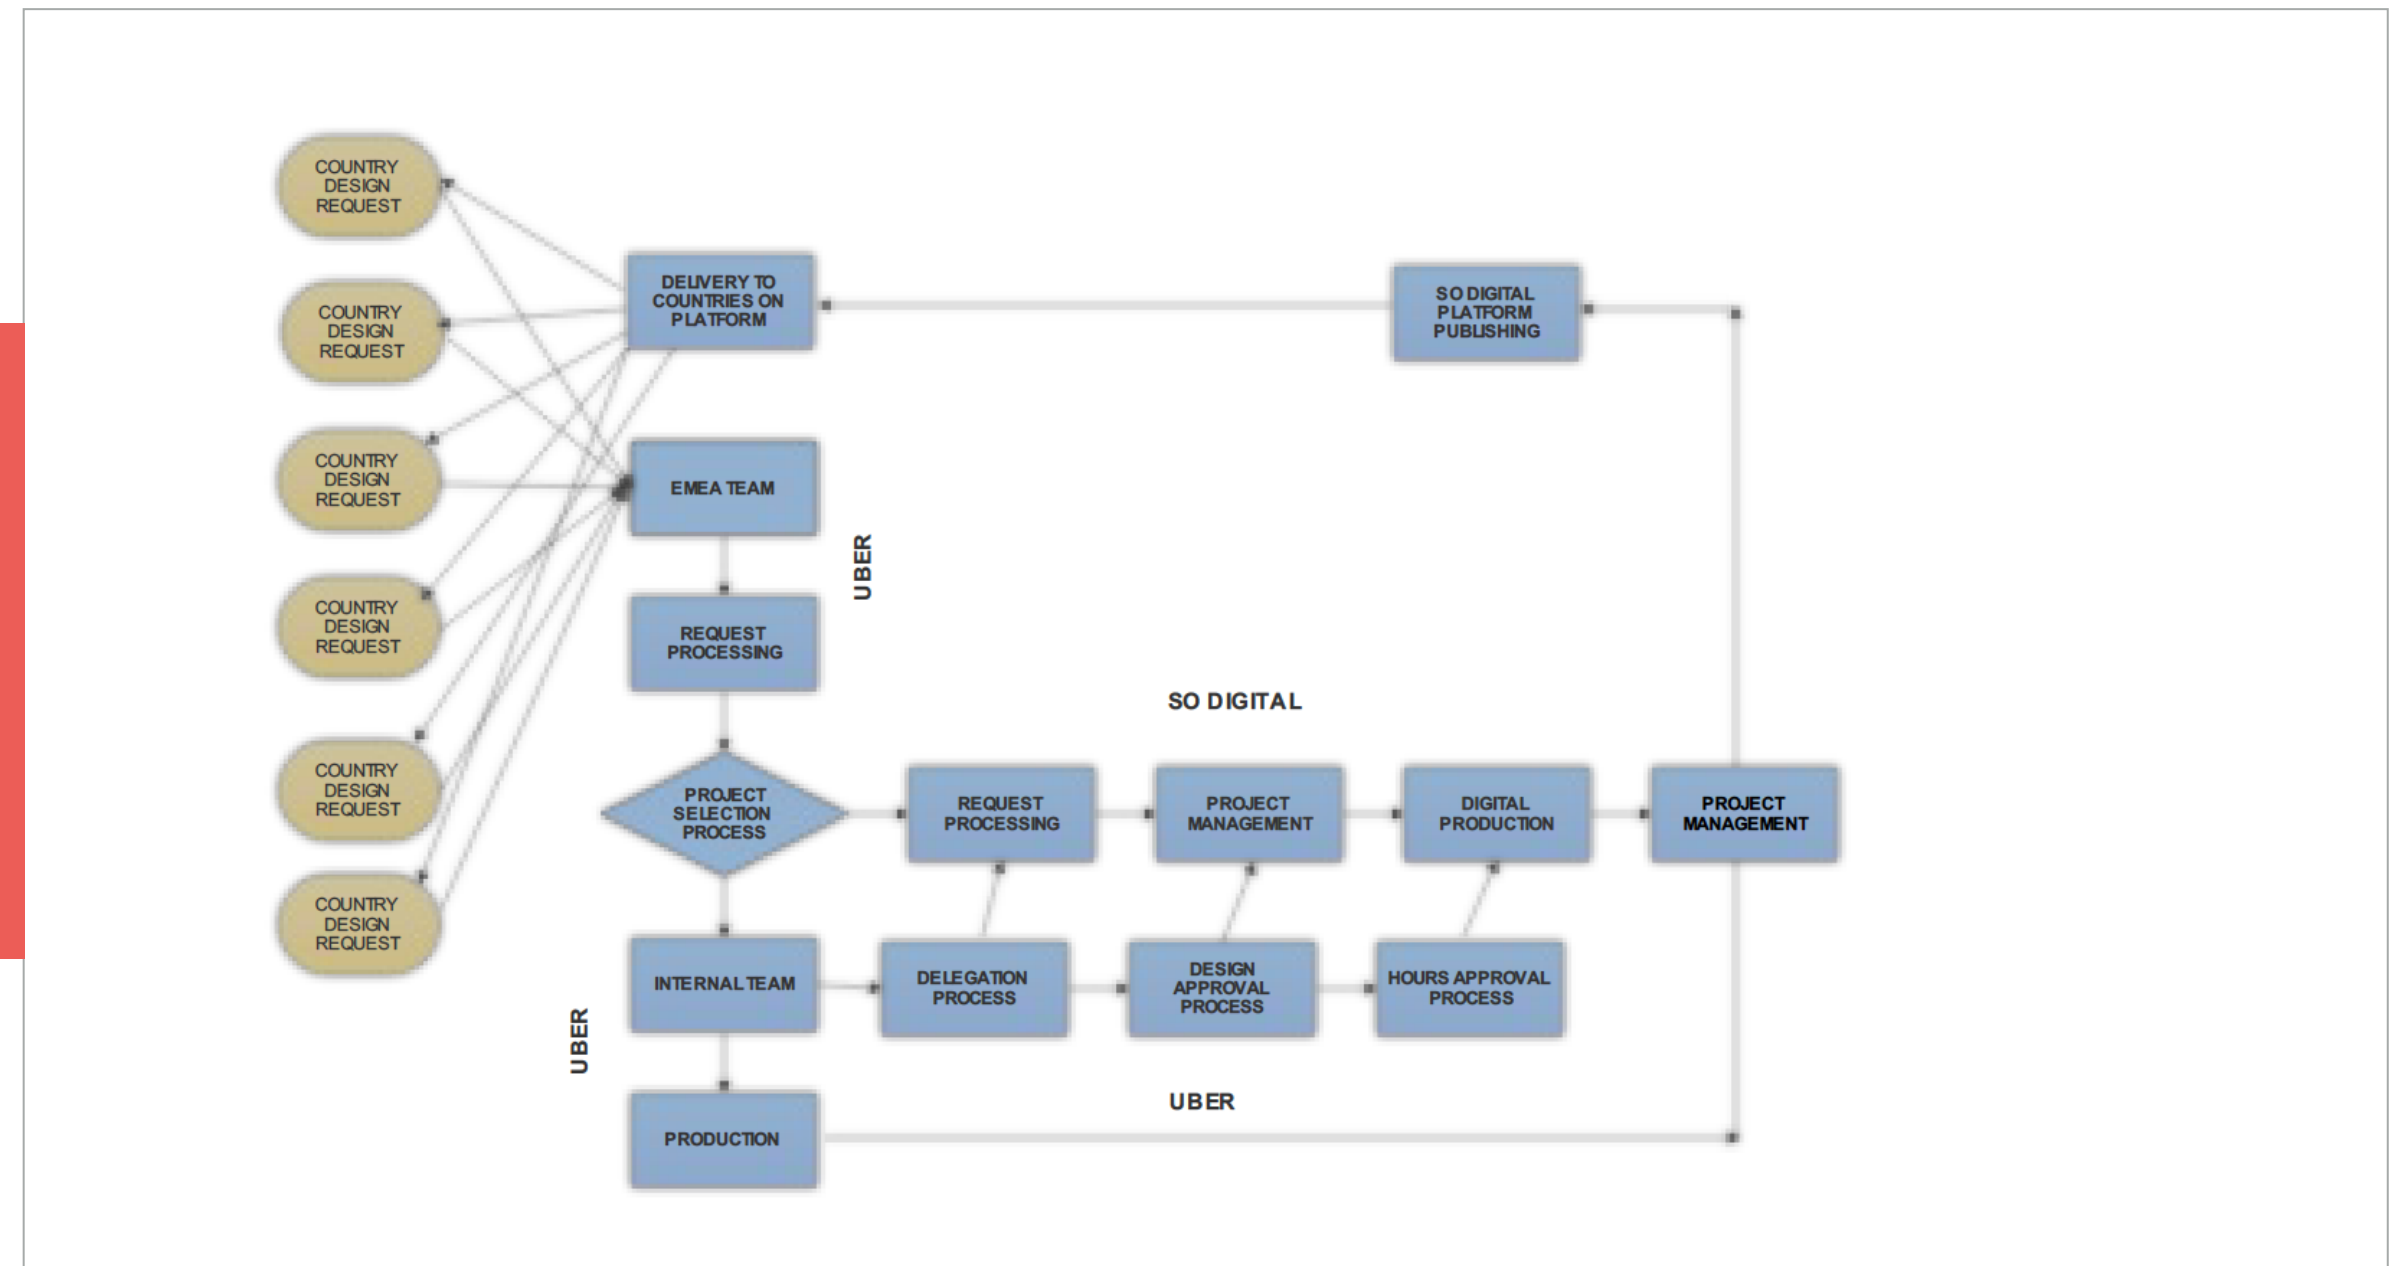 COUNTRY
DESIGN
REQUEST
COUNTRY
DESIGN
REQUEST
COUNTRY
DESIGN
REQUEST
COUNTRY
DESIGN
REQUEST
COUNTRY
DESIGN
REQUEST
COUNTRY
DESIGN
REQUEST
DELIVERY TO
COUNTRIES ON
PLATFORM
SO DIGITAL
PLATFORM
PUBLISHING
EMEA TEAM
UBER
REQUEST
PROCESSING
SO DIGITAL
PROJECT
SELECTION
PROCESS
REQUEST
PROCESSING
PROJECT
MANAGEMENT
DIGITAL
PRODUCTION
PROJECT
MANAGEMENT
INTERNAL TEAM
DELEGATION
PROCESS
DESIGN
APPROVAL
PROCESS
HOURS APPROVAL
PROCESS
UBER
UBER
PRODUCTION